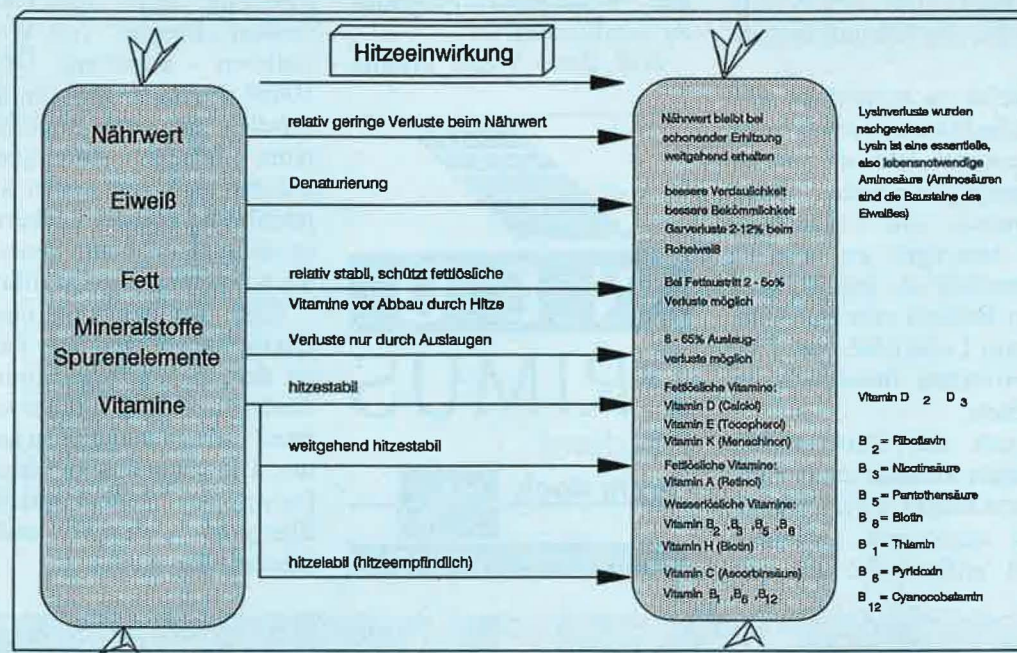 Hitzeeinwirkung
Nährwert
Eiweiß
Fett
Mineralstoffe
Spurenelemente
Vitamine
relativ geringe Verluste beim Nährwert
Denaturierung
relativ stabil, schützt fettlösliche
Vitamine vor Abbau durch Hitze
Verluste nur durch Auslaugen
hitzestabil
weitgehend hitzestabil
hitzelabil (hitzeempfindlich)
Nährwert bleibt bei
schonender Erhitzung
weitgehend erhalten
bessere Verdaulichkeit
bessere Bekömmlichkeit
Garverluste 2-12% beim
Roheiweiß
Bei Fettaustritt 2 - 50%
Verluste möglich
6 - 65% Auslaug-
verluste möglich
Fettlösliche Vitamine:
Vitamin D (Calciol)
Vitamin E (Tocopherol)
Vitamin K (Menachinon)
Fettlösliche Vitamine:
Vitamin A (Retinol)
Wasserlösliche Vitamine:
Vitamin B2 ,B3 ,B5 ,B8
Vitamin H (Biotin)
Vitamin C (Ascorbinsäure)
Vitamin B1 ,B6 ,B12
Lysinverluste wurden
nachgewiesen
Lysin ist eine essentielle,
also lebensnotwendige
Aminosäure (Aminosäuren
sind die Bausteine des
Eiweißes)
Vitamin D 2 D 3
B 2 = Riboflavin
B 3 = Nicotinsäure
B 5 = Pantothensäure
B 8 = Biotin
B 1 = Thiamin
B 6 = Pyridoxin
B 12 = Cyanocobalamin